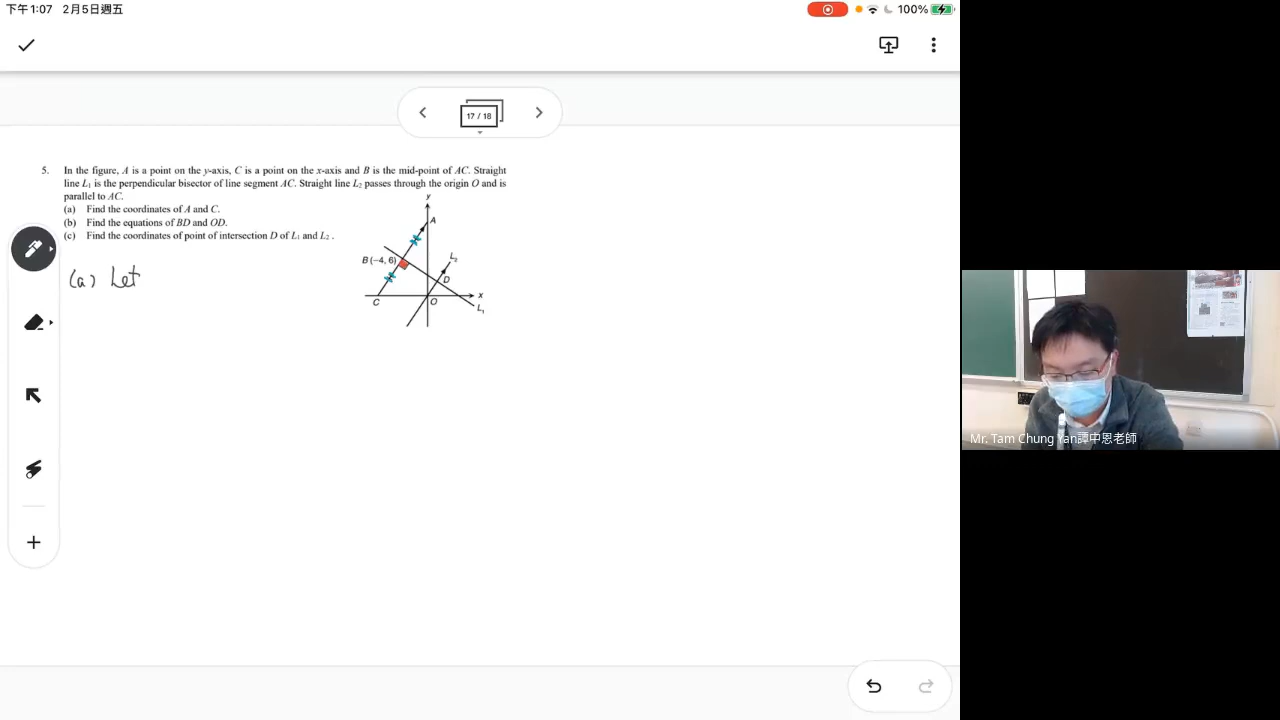 下午1:07 2月5日週五
100%
17 / 18
5. In the figure, A is a point on the y-axis, C is a point on the x-axis and B is the mid-point of AC. Straight
line L₁ is the perpendicular bisector of line segment AC. Straight line L₂ passes through the origin O and is
parallel to AC.
(a) Find the coordinates of A and C.
(b) Find the equations of BD and OD.
(c) Find the coordinates of point of intersection D of L₁ and L₂ .
y
A
B (−4, 6)
L₂
D
C
O
x
L₁
(a) Let
Mr. Tam Chung Yan譚中恩老師